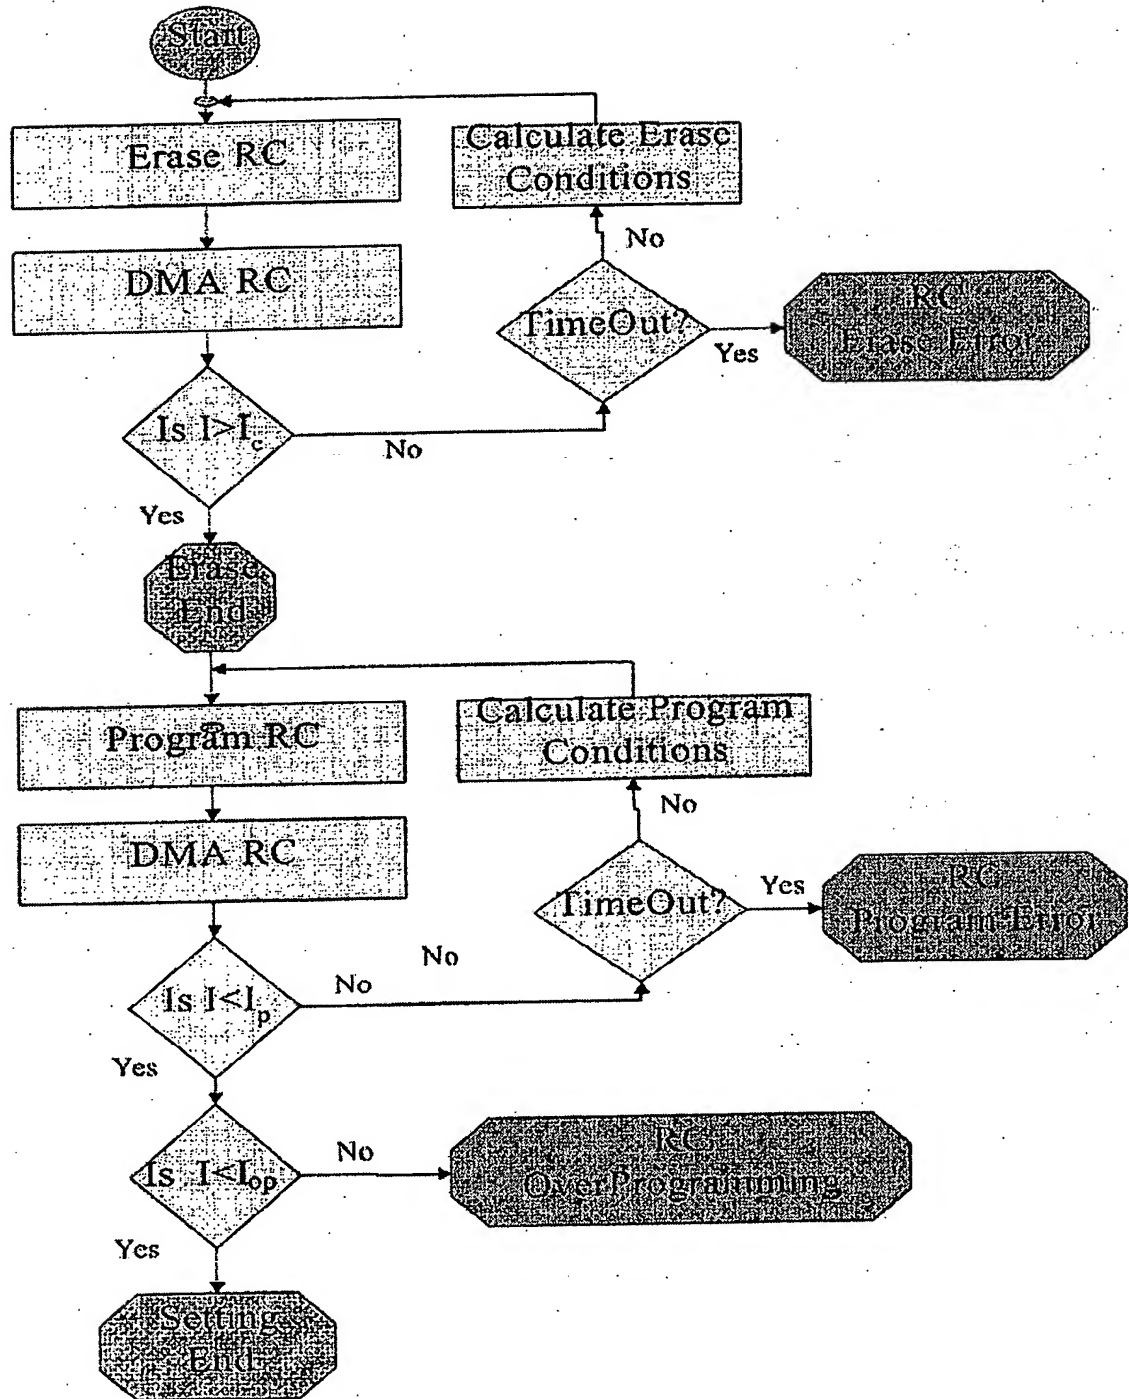 Start
Erase RC
Calculate Erase
Conditions
No
DMA RC
TimeOut?
Yes
RC
Erase Error
Is I>Ie
No
Yes
Erase
End
Program RC
Calculate Program
Conditions
No
DMA RC
TimeOut?
Yes
RC
Program Error
No
Is I<Ip
No
Yes
Is I<Iop
No
RC
OverProgramming
Yes
Setting
End